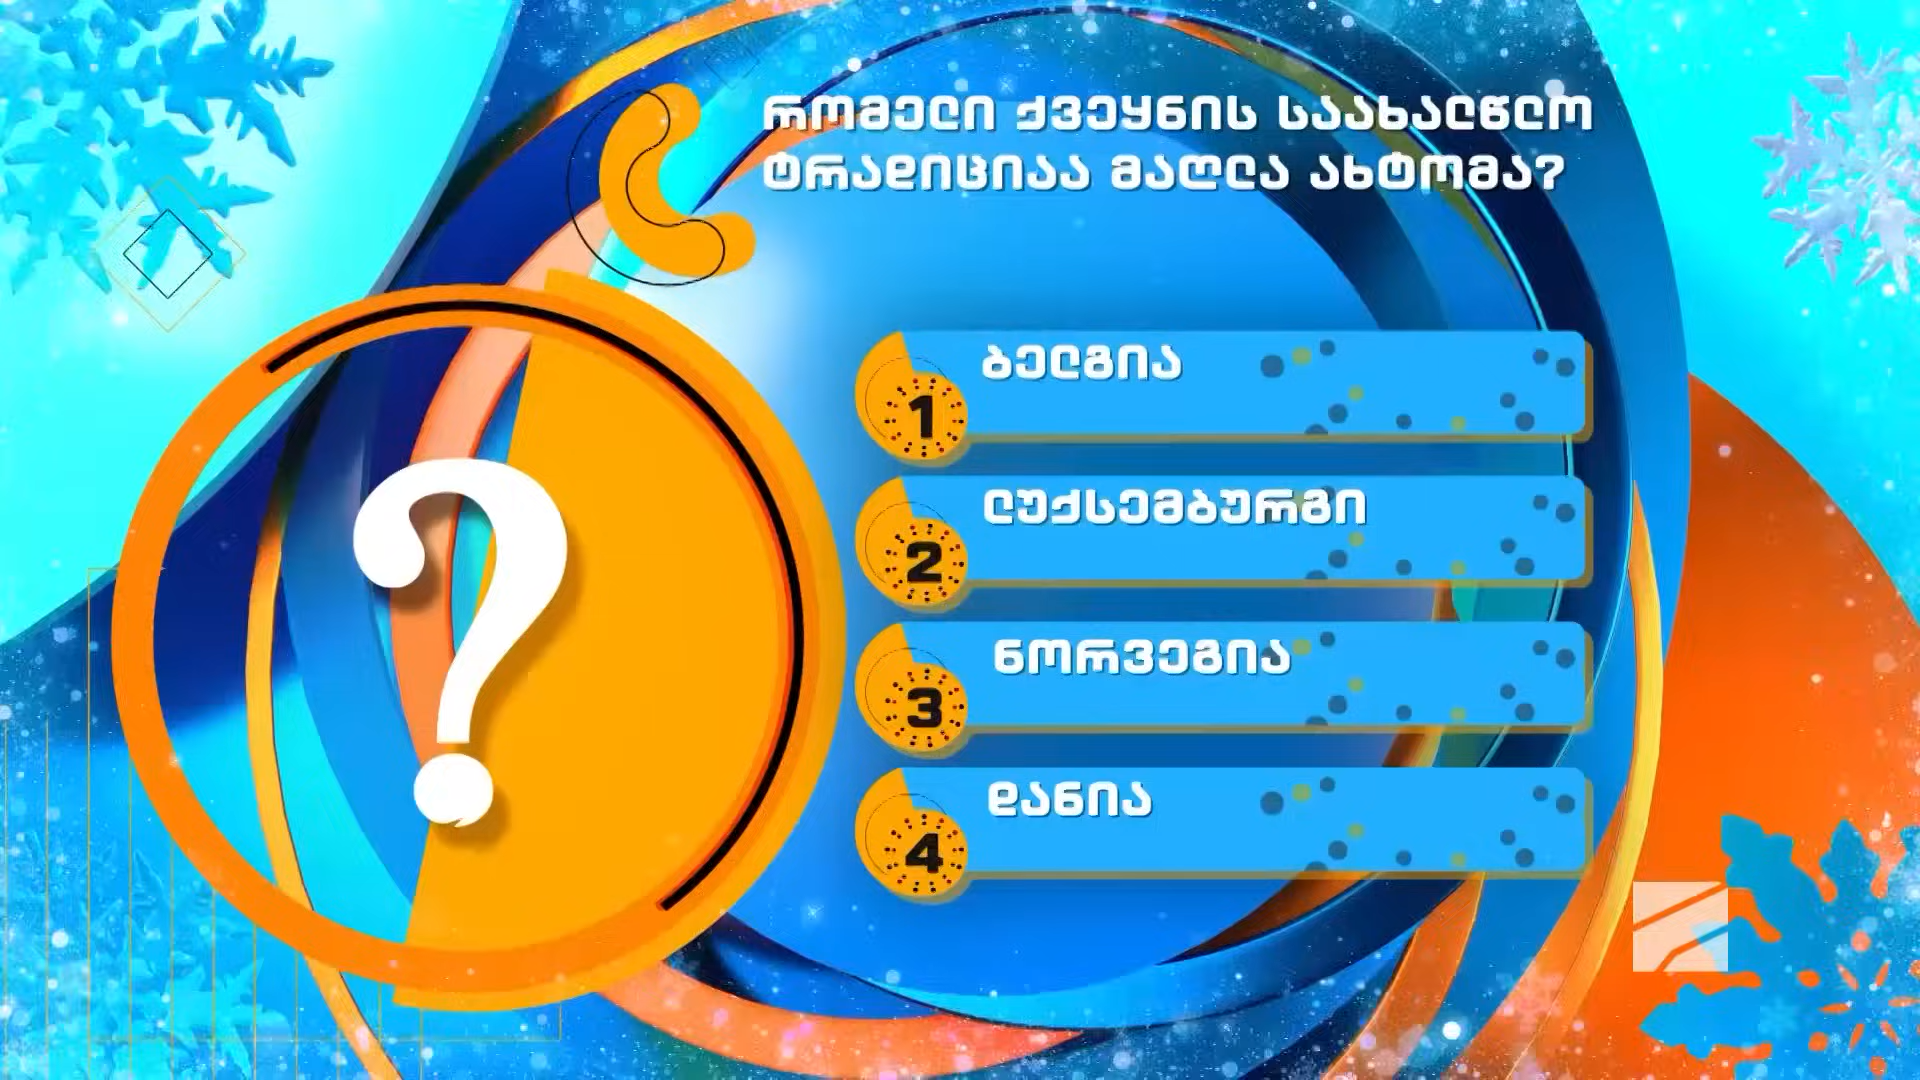 რომელი ქვეყნის საახალწლო
ტრადიციაა მაღლა ახტომა?
1
ბელგია
2
ლუქსემბურგი
3
ნორვეგია
4
დანია
?